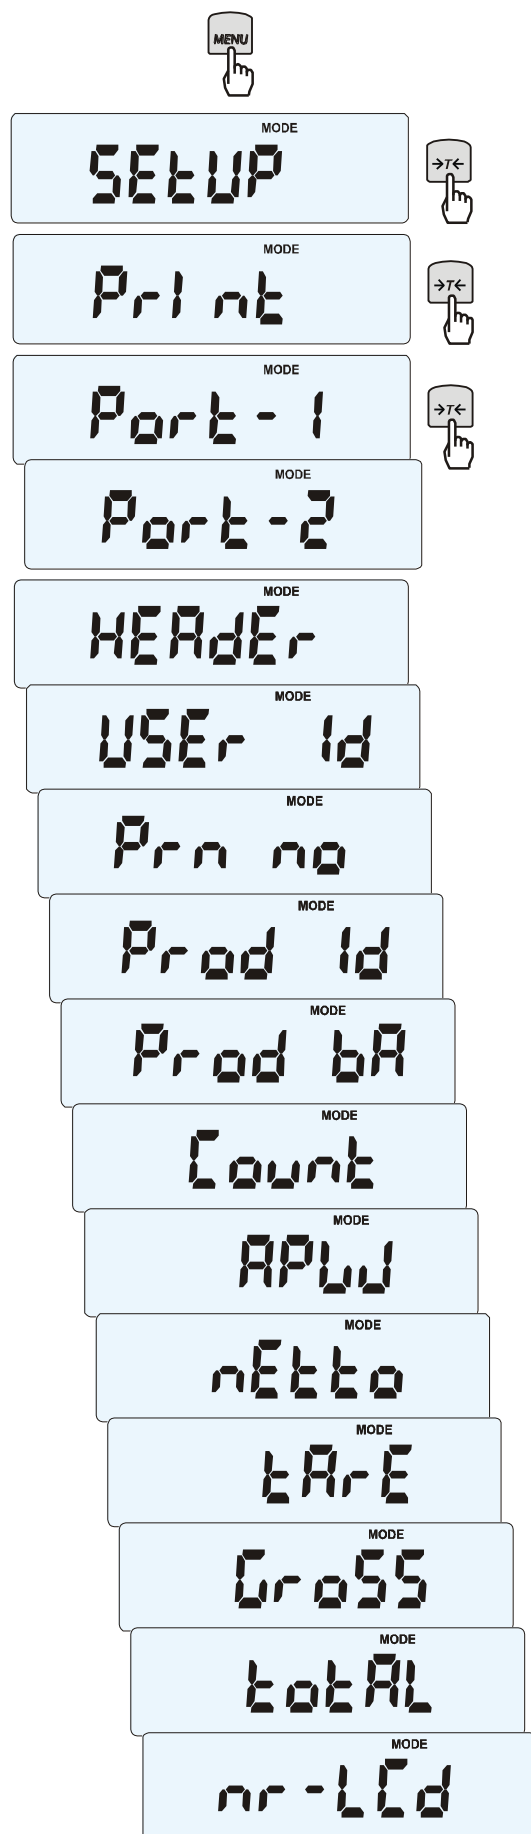 MENU
MODE
SEtUP
→T←
MODE
PrI nt
→T←
MODE
Port-1
→T←
MODE
Port-2
MODE
HEAdEr
MODE
USEr Id
MODE
Prn no
MODE
Prod Id
MODE
Prod bA
MODE
Count
MODE
APW
MODE
nEtto
MODE
tArE
MODE
GroSS
MODE
totAL
MODE
nr-LCd